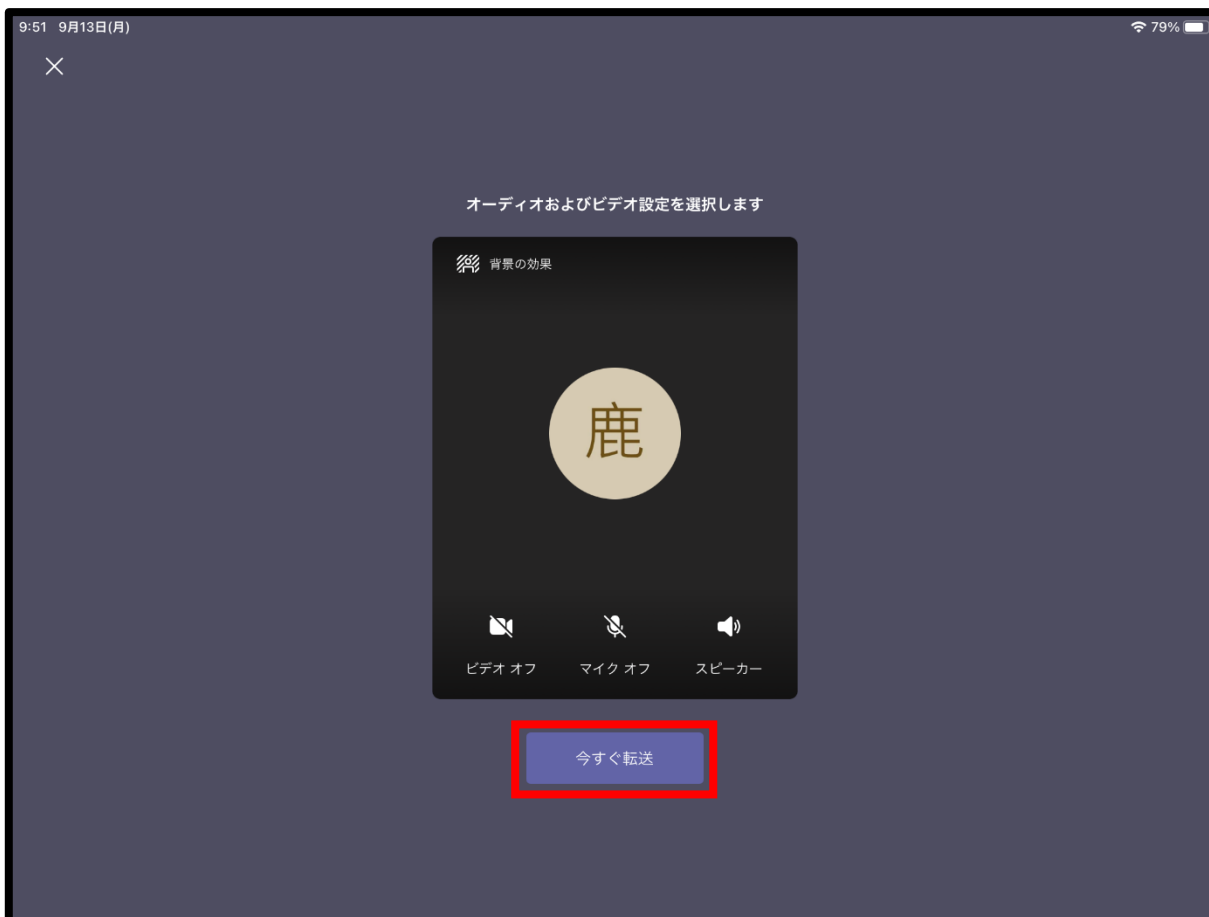 9:51 9月13日(月)
79%
オーディオおよびビデオ設定を選択します
背景の効果
鹿
ビデオ オフ
マイク オフ
スピーカー
今すぐ転送